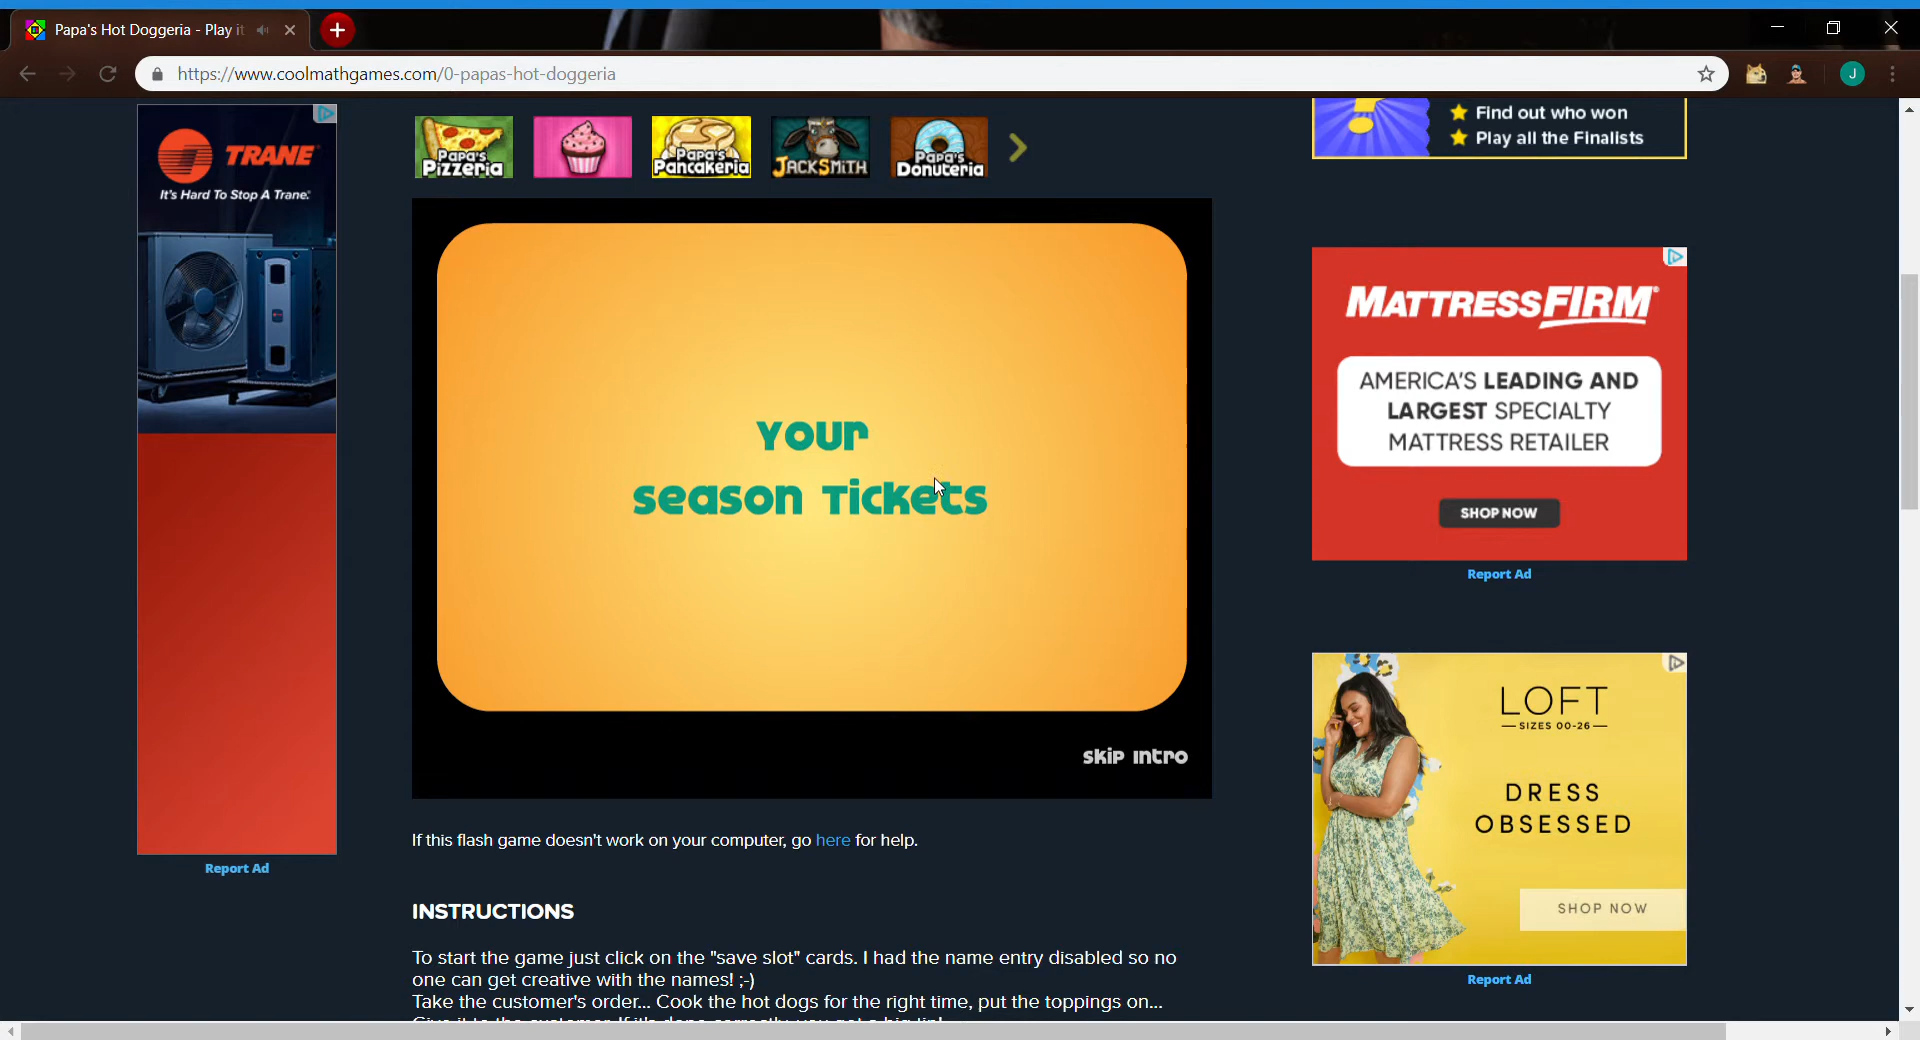 Papa's Hot Doggeria - Play it
https://www.coolmathgames.com/0-papas-hot-doggeria
J
TRANE
It's Hard To Stop A Trane.
Report Ad
Papa's Pizzeria
Papa's Pancakeria
JackSmith
Papa's Donuteria
Your
Season Tickets
Skip Intro
If this flash game doesn't work on your computer, go here for help.
INSTRUCTIONS
To start the game just click on the "save slot" cards. I had the name entry disabled so no
one can get creative with the names! ;-)
Take the customer's order... Cook the hot dogs for the right time, put the toppings on...
Find out who won
Play all the Finalists
MATTRESSFIRM
AMERICA'S LEADING AND
LARGEST SPECIALTY
MATTRESS RETAILER
SHOP NOW
Report Ad
LOFT
SIZES 00-26
DRESS
OBSESSED
SHOP NOW
Report Ad